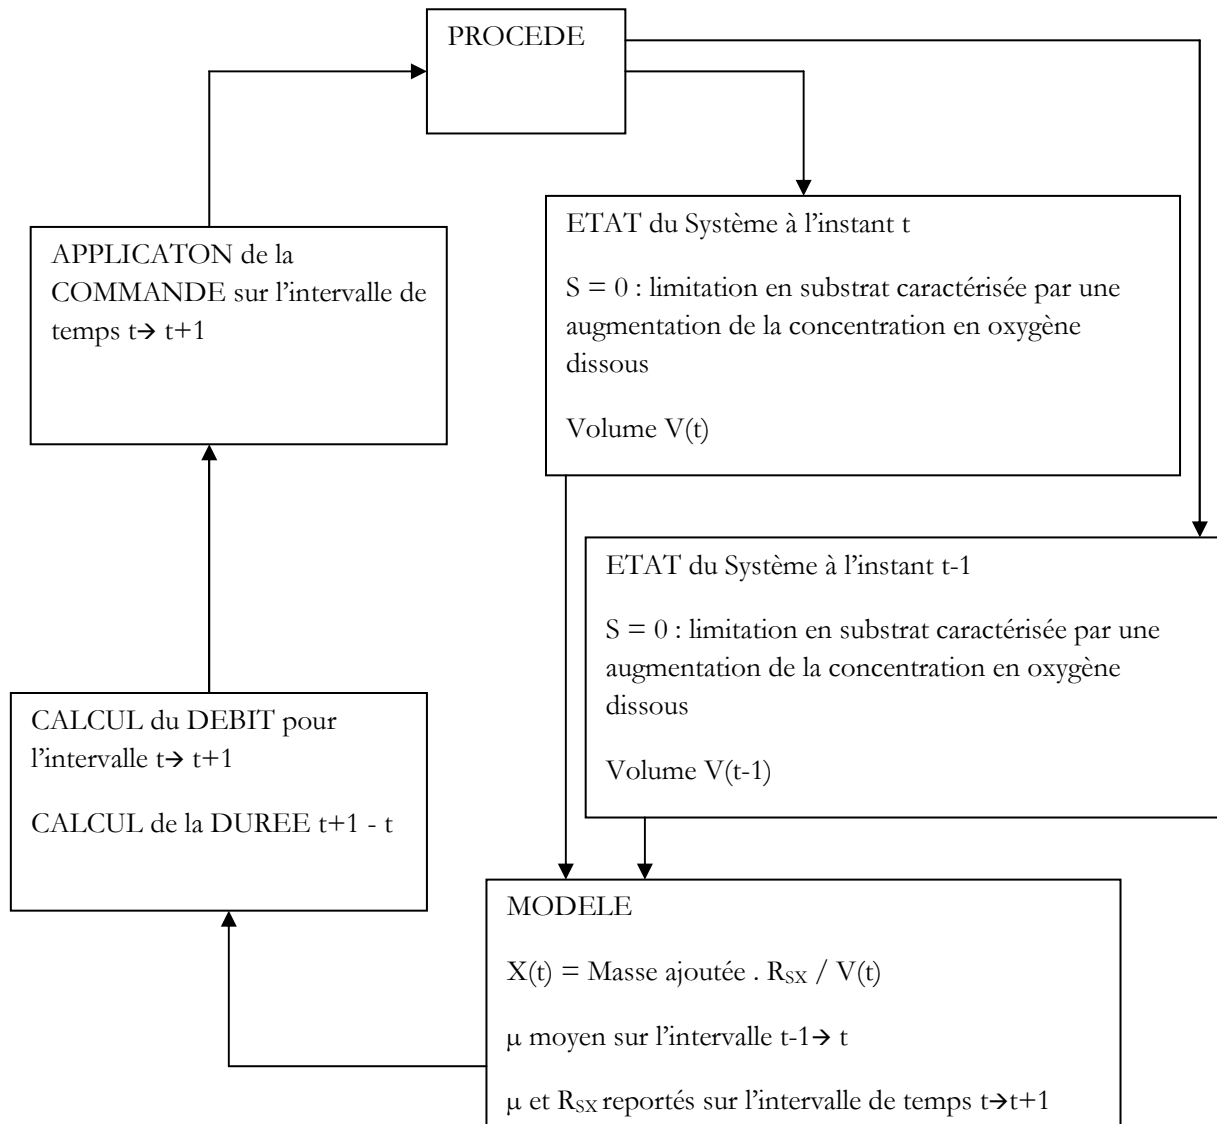 PROCEDE
ETAT du Système à l'instant t
S = 0 : limitation en substrat caractérisée par une
augmentation de la concentration en oxygène
dissous
Volume V(t)
APPLICATON de la
COMMANDE sur l'intervalle de
temps t→ t+1
ETAT du Système à l'instant t-1
S = 0 : limitation en substrat caractérisée par une
augmentation de la concentration en oxygène
dissous
Volume V(t-1)
CALCUL du DEBIT pour
l'intervalle t→ t+1
CALCUL de la DUREE t+1 - t
MODELE
X(t) = Masse ajoutée . RSX / V(t)
μ moyen sur l'intervalle t-1→ t
μ et RSX reportés sur l'intervalle de temps t→t+1